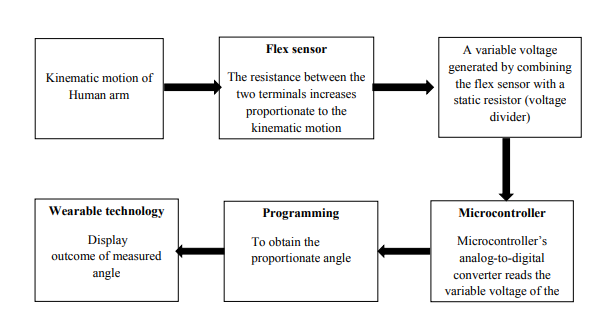 Kinematic motion of
Human arm
Flex sensor
The resistance between the
two terminals increases
proportionate to the
kinematic motion
A variable voltage
generated by combining
the flex sensor with a
static resistor (voltage
divider)
Wearable technology
Display
outcome of measured
angle
Programming
To obtain the
proportionate angle
Microcontroller
Microcontroller’s
analog-to-digital
converter reads the
variable voltage of the